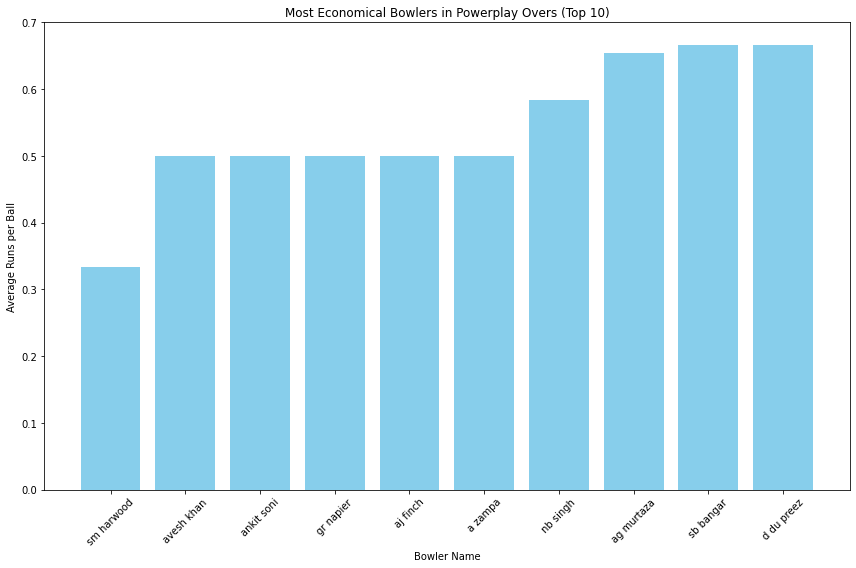 Most Economical Bowlers in Powerplay Overs (Top 10)
Average Runs per Ball
0.7
0.6
0.5
0.4
0.3
0.2
0.1
0.0
sm harwood
avesh khan
ankit soni
gr napier
aj finch
a zampa
nb singh
ag murtaza
sb bangar
d du preez
Bowler Name